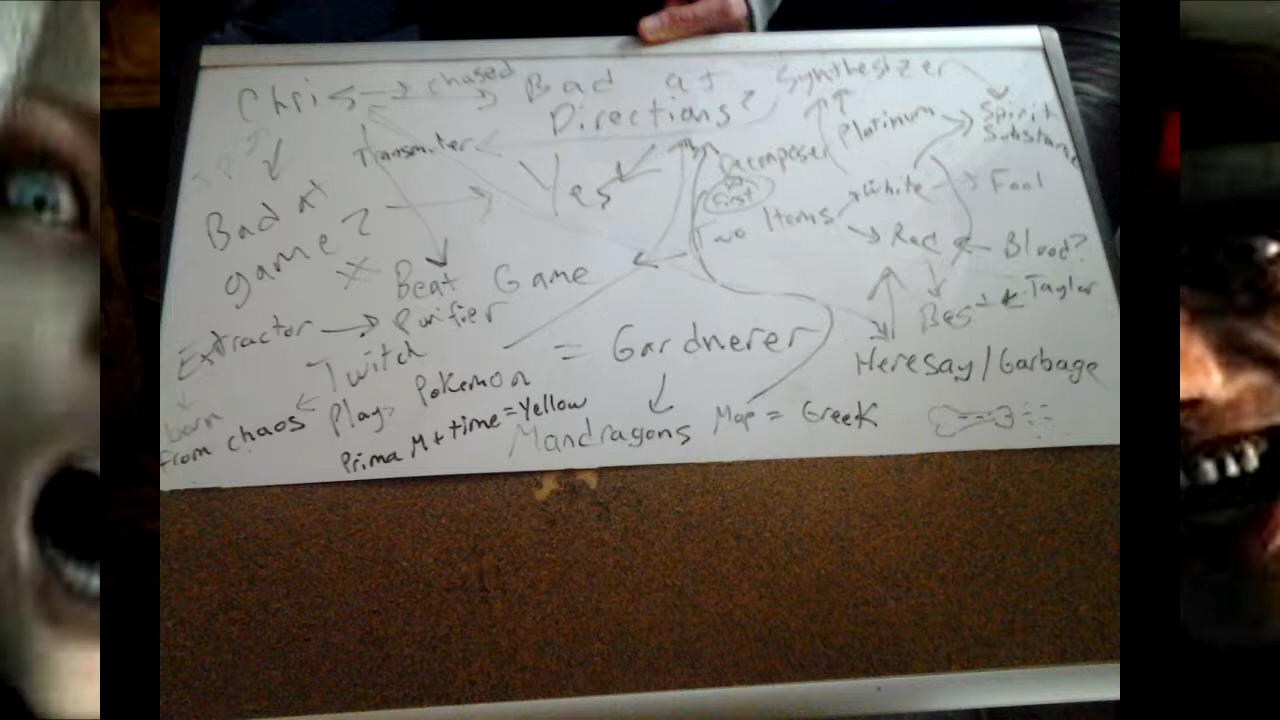 Chris → chased → Bad at Directions?
Synthesizer
Transmiter
Yes
Decomposed
Platinum
Spirit
Substance
First
Two Items
White
Fool
Red
Blood?
Bad at
game?
Beat Game
Best
Taylor
Extractor → Purifier
= Gardnerer
Heresay/Garbage
Twitch
Plays Pokemon
born
from chaos
Prima M + time = Yellow
Mandragons
Map = Greek